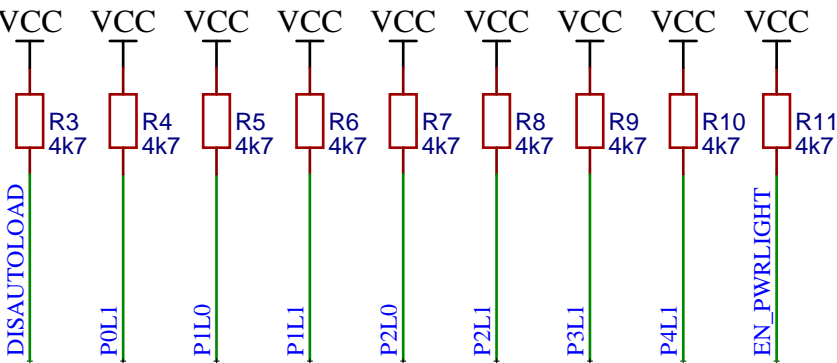 VCC VCC VCC VCC VCC VCC VCC VCC VCC
R3 R4 R5 R6 R7 R8 R9 R10 R11
4k7 4k7 4k7 4k7 4k7 4k7 4k7 4k7 4k7
DISAUTOLOAD P0L1 P1L0 P1L1 P2L0 P2L1 P3L1 P4L1 EN_PWRLIGHT